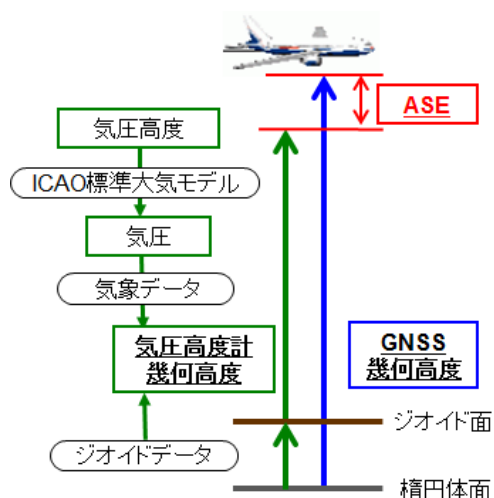 ASE
気圧高度
ICAO標準大気モデル
気圧
気象データ
気圧高度計
幾何高度
GNSS
幾何高度
ジオイド面
ジオイドデータ
楕円体面